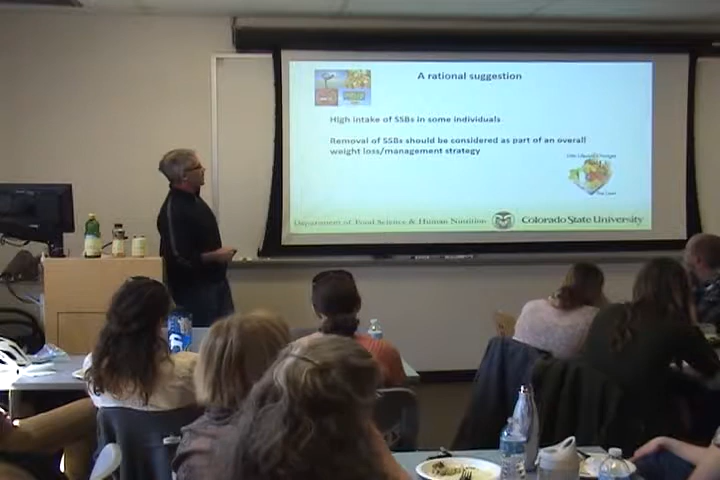 A rational suggestion
High intake of SSBs in some individuals
Removal of SSBs should be considered as part of an overall
weight loss/management strategy
Department of Food Science & Human Nutrition
Colorado State University